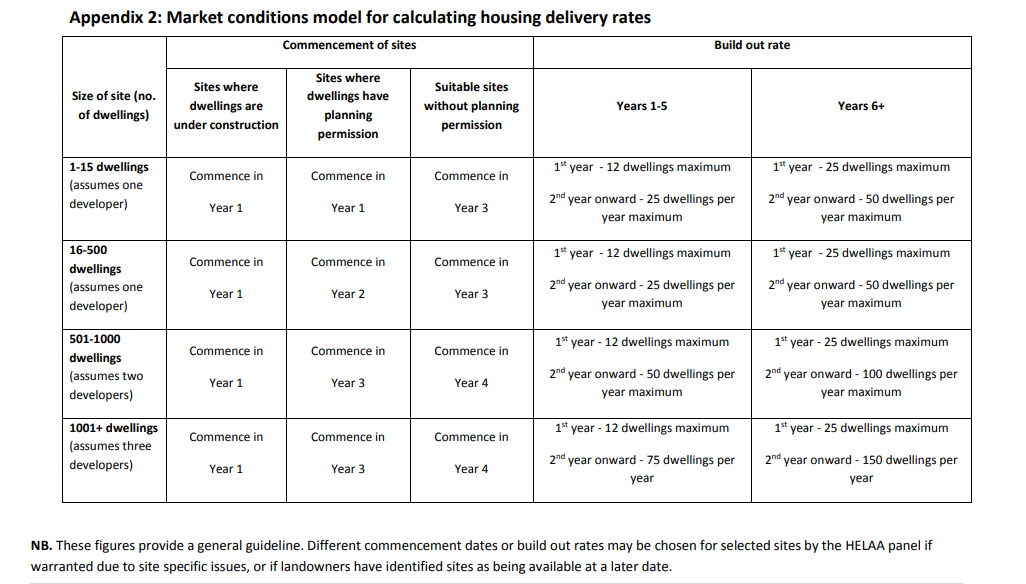 Appendix 2: Market conditions model for calculating housing delivery rates
Size of site (no.
of dwellings)
Commencement of sites
Build out rate
Sites where
dwellings are
under construction
Sites where
dwellings have
planning
permission
Suitable sites
without planning
permission
Years 1-5
Years 6+
1-15 dwellings
(assumes one
developer)
Commence in
Year 1
Commence in
Year 1
Commence in
Year 3
1st year - 12 dwellings maximum
2nd year onward - 25 dwellings per
year maximum
1st year - 25 dwellings maximum
2nd year onward - 50 dwellings per
year maximum
16-500
dwellings
(assumes one
developer)
Commence in
Year 1
Commence in
Year 2
Commence in
Year 3
1st year - 12 dwellings maximum
2nd year onward - 25 dwellings per
year maximum
1st year - 25 dwellings maximum
2nd year onward - 50 dwellings per
year maximum
501-1000
dwellings
(assumes two
developers)
Commence in
Year 1
Commence in
Year 3
Commence in
Year 4
1st year - 12 dwellings maximum
2nd year onward - 50 dwellings per
year maximum
1st year - 25 dwellings maximum
2nd year onward - 100 dwellings per
year maximum
1001+ dwellings
(assumes three
developers)
Commence in
Year 1
Commence in
Year 3
Commence in
Year 4
1st year - 12 dwellings maximum
2nd year onward - 75 dwellings per
year
1st year - 25 dwellings maximum
2nd year onward - 150 dwellings per
year
NB. These figures provide a general guideline. Different commencement dates or build out rates may be chosen for selected sites by the HELAA panel if
warranted due to site specific issues, or if landowners have identified sites as being available at a later date.